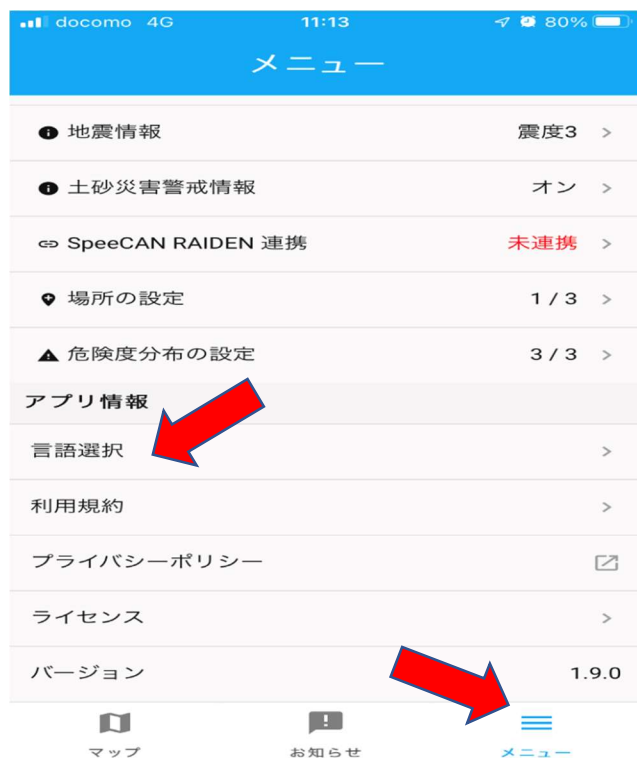 docomo 4G 11:13 80%
メニュー
地震情報 震度3 >
土砂災害警戒情報 オン >
SpeeCAN RAIDEN 連携 未連携 >
場所の設定 1 / 3 >
危険度分布の設定 3 / 3 >
アプリ情報
言語選択 >
利用規約 >
プライバシーポリシー
ライセンス >
バージョン 1.9.0
マップ お知らせ メニュー